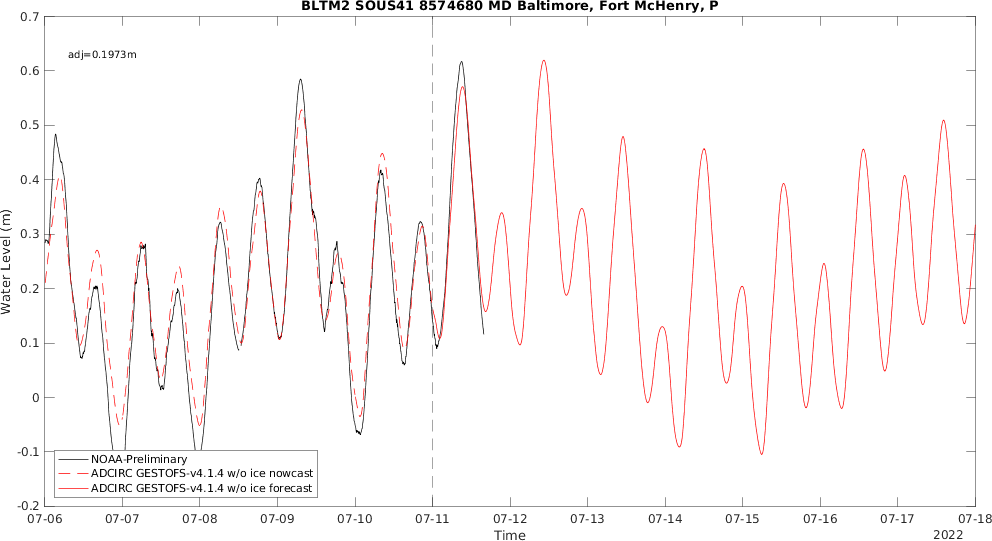 BLTM2 SOUS41 8574680 MD Baltimore, Fort McHenry, P
adj=0.1973m
Water Level (m)
0.7
0.6
0.5
0.4
0.3
0.2
0.1
0
-0.1
-0.2
NOAA-Preliminary
ADCIRC GESTOFS-v4.1.4 w/o ice nowcast
ADCIRC GESTOFS-v4.1.4 w/o ice forecast
07-06 07-07 07-08 07-09 07-10 07-11 07-12 07-13 07-14 07-15 07-16 07-17 07-18
Time
2022